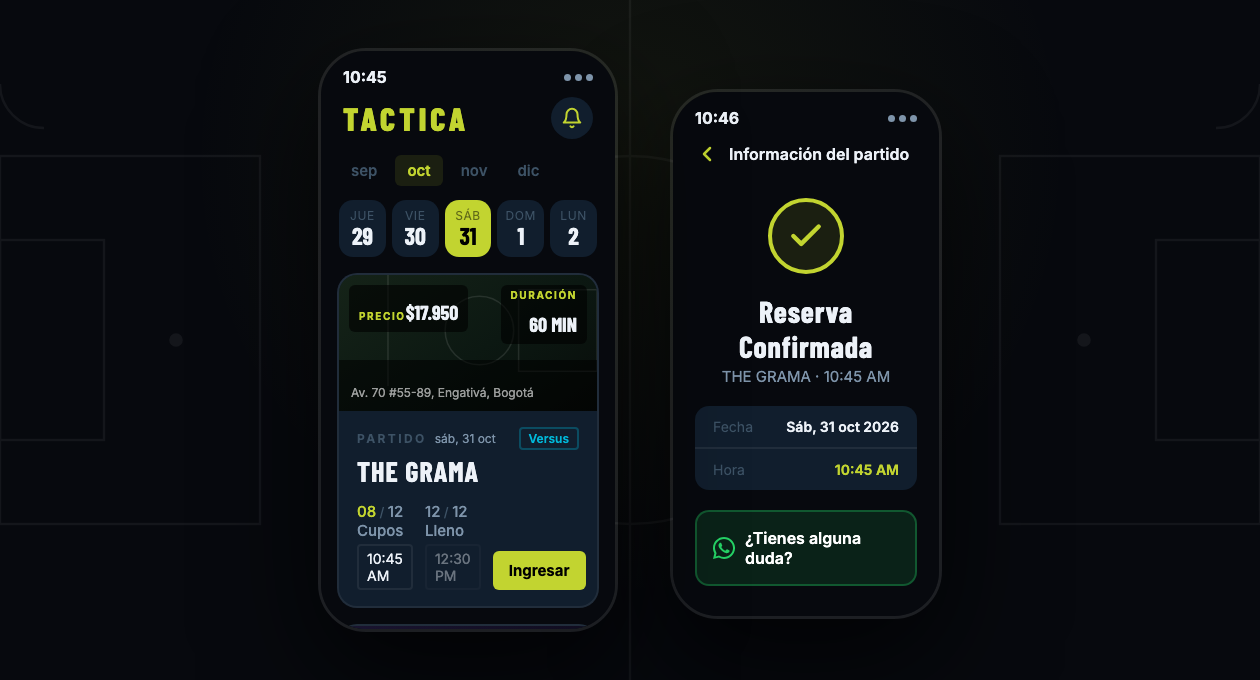 10:45
TACTICA
sep oct nov dic
JUE VIE SÁB DOM LUN
29 30 31 1 2
PRECIO $17.950
DURACIÓN
60 MIN
Av. 70 #55-89, Engativá, Bogotá
PARTIDO sáb, 31 oct Versus
THE GRAMA
08 / 12 12 / 12
Cupos Lleno
10:45 12:30
AM PM
Ingresar
10:46
Información del partido
Reserva
Confirmada
THE GRAMA · 10:45 AM
Fecha Sáb, 31 oct 2026
Hora 10:45 AM
¿Tienes alguna
duda?